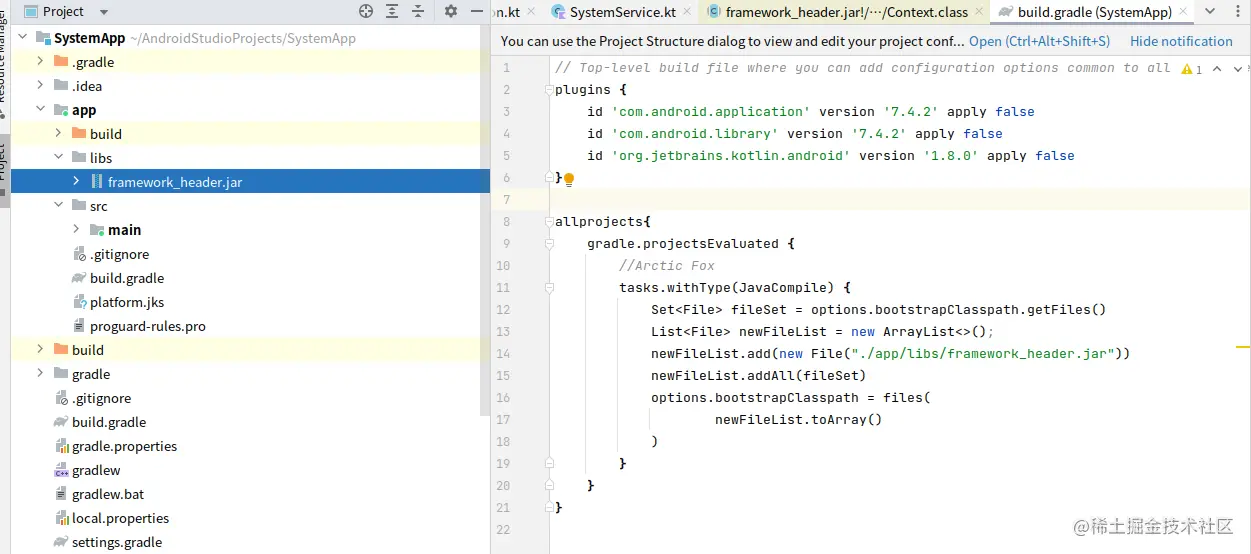 Project
n.kt
SystemService.kt
framework_header.jar!/···/Context.class
build.gradle (SystemApp)
SystemApp ~/AndroidStudioProjects/SystemApp
.gradle
.idea
app
build
libs
framework_header.jar
src
main
.gitignore
build.gradle
platform.jks
proguard-rules.pro
build
gradle
.gitignore
build.gradle
gradle.properties
gradlew
gradlew.bat
local.properties
settings.gradle
Project
You can use the Project Structure dialog to view and edit your project conf... Open (Ctrl+Alt+Shift+S) Hide notification
1 // Top-level build file where you can add configuration options common to all
1
2 plugins {
3 id 'com.android.application' version '7.4.2' apply false
4 id 'com.android.library' version '7.4.2' apply false
5 id 'org.jetbrains.kotlin.android' version '1.8.0' apply false
6 }
7
8 allprojects{
9 gradle.projectsEvaluated {
10 //Arctic Fox
11 tasks.withType(JavaCompile) {
12 Set<File> fileSet = options.bootstrapClasspath.getFiles()
13 List<File> newFileList = new ArrayList<>();
14 newFileList.add(new File("./app/libs/framework_header.jar"))
15 newFileList.addAll(fileSet)
16 options.bootstrapClasspath = files(
17 newFileList.toArray()
18 )
19 }
20 }
21 }
22
@稀土掘金技术社区